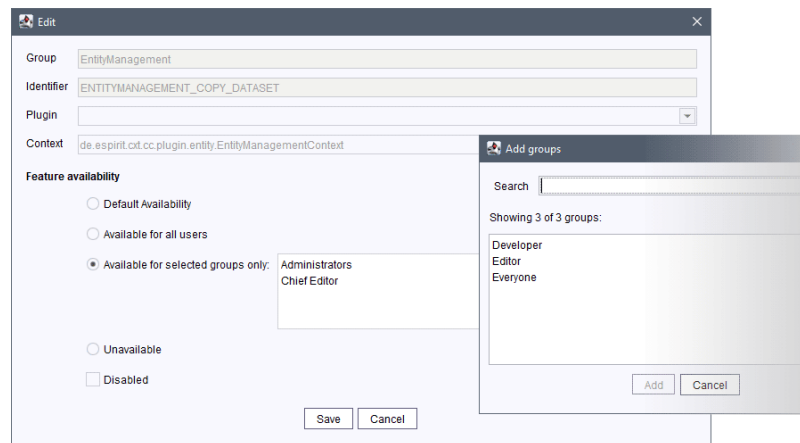 Edit
Group EntityManagement
Identifier ENTITYMANAGEMENT_COPY_DATASET
Plugin
Context de.espirit.cxt.cc.plugin.entity.EntityManagementContext
Feature availability
Default Availability
Available for all users
Available for selected groups only: Administrators
Chief Editor
Unavailable
Disabled
Save Cancel
Add groups
Search
Showing 3 of 3 groups:
Developer
Editor
Everyone
Add Cancel